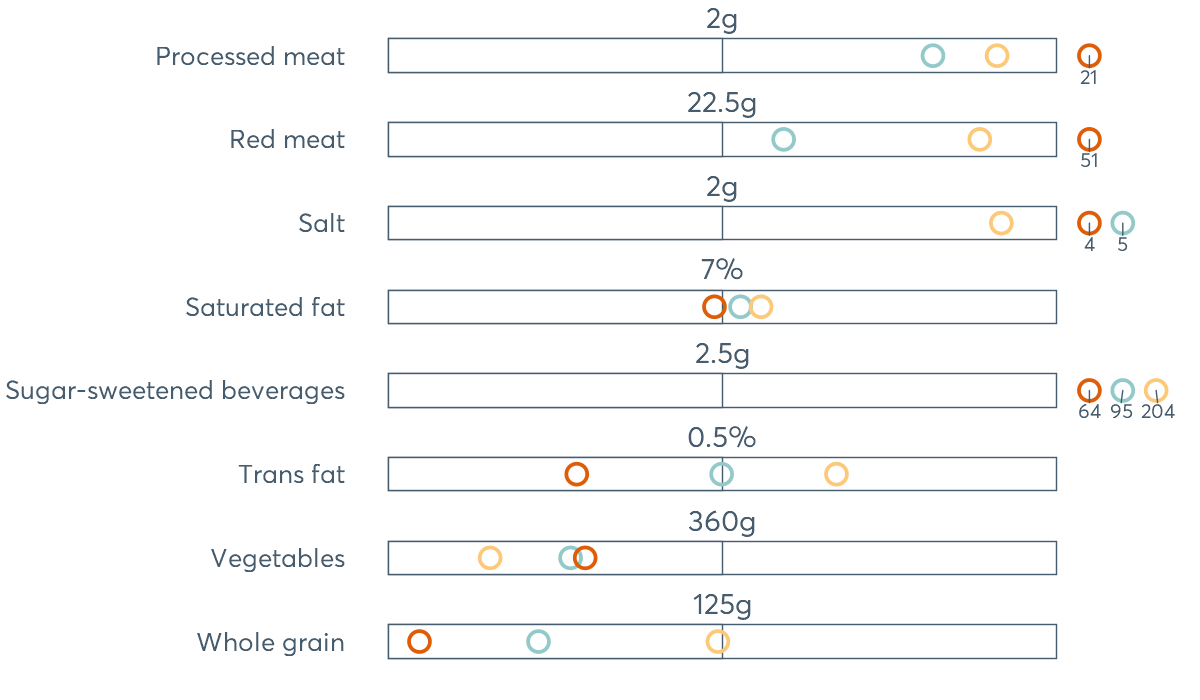 2g
Processed meat
21
22.5g
Red meat
51
2g
Salt
4 5
7%
Saturated fat
2.5g
Sugar-sweetened beverages
64 95 204
0.5%
Trans fat
360g
Vegetables
125g
Whole grain